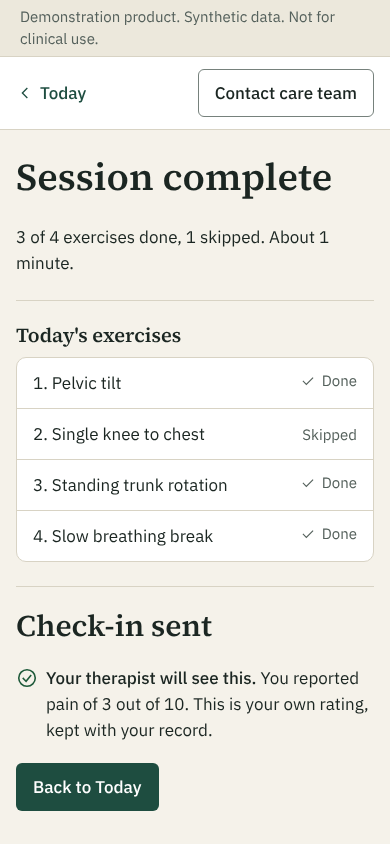 Demonstration product. Synthetic data. Not for
clinical use.
Today
Contact care team
Session complete
3 of 4 exercises done, 1 skipped. About 1
minute.
Today's exercises
1. Pelvic tilt
Done
2. Single knee to chest
Skipped
3. Standing trunk rotation
Done
4. Slow breathing break
Done
Check-in sent
Your therapist will see this. You reported
pain of 3 out of 10. This is your own rating,
kept with your record.
Back to Today